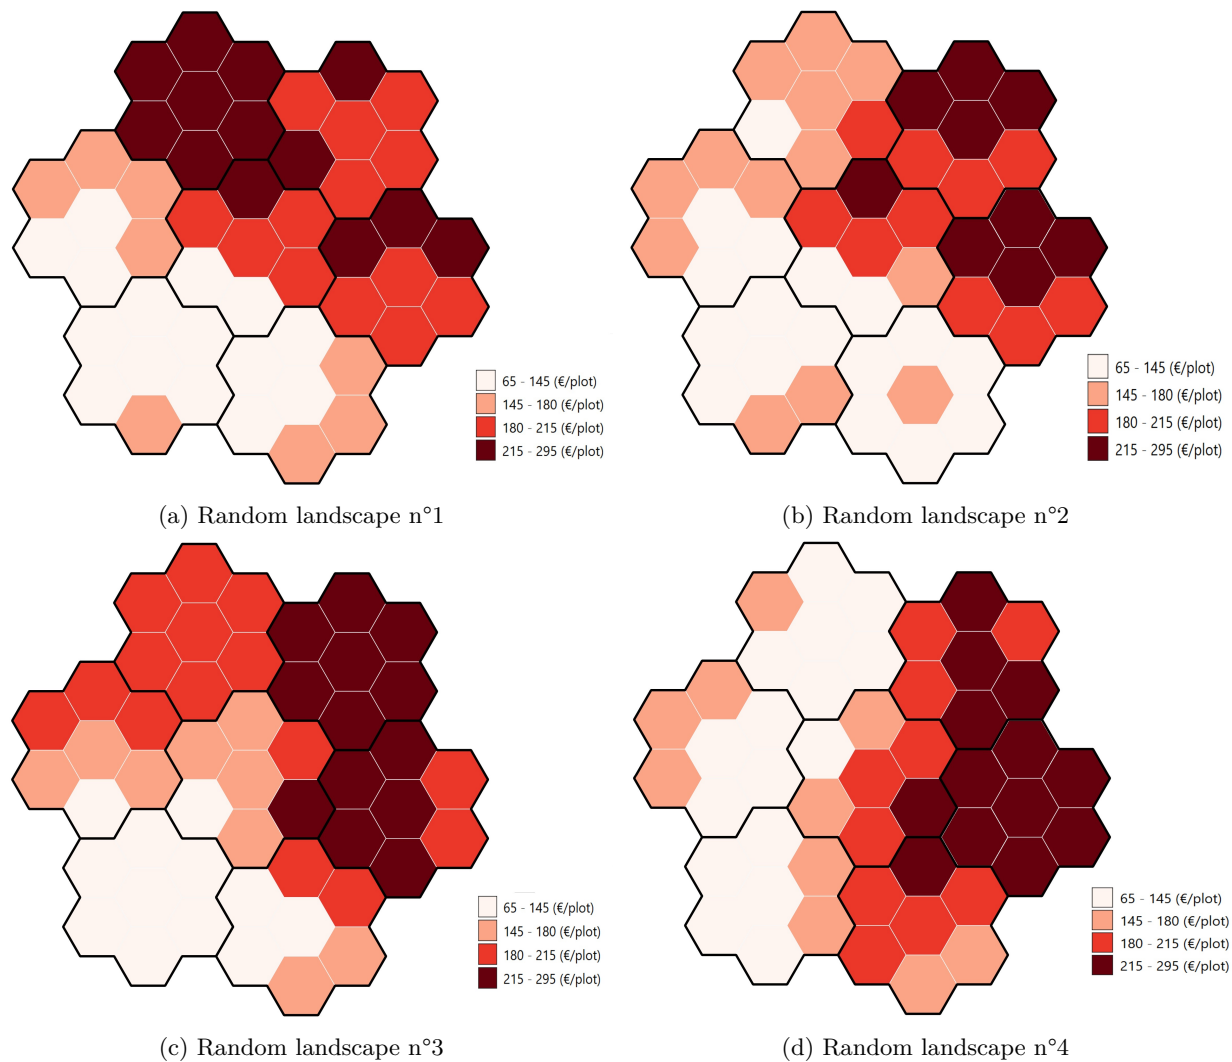 65 - 145 (€/plot)
145 - 180 (€/plot)
180 - 215 (€/plot)
215 - 295 (€/plot)
(a) Random landscape n°1
65 - 145 (€/plot)
145 - 180 (€/plot)
180 - 215 (€/plot)
215 - 295 (€/plot)
(b) Random landscape n°2
65 - 145 (€/plot)
145 - 180 (€/plot)
180 - 215 (€/plot)
215 - 295 (€/plot)
(c) Random landscape n°3
65 - 145 (€/plot)
145 - 180 (€/plot)
180 - 215 (€/plot)
215 - 295 (€/plot)
(d) Random landscape n°4